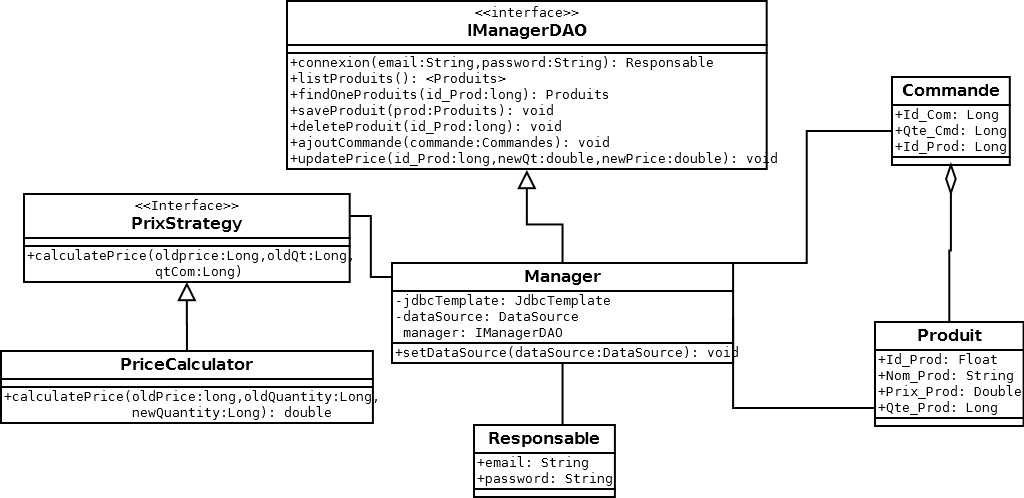 <<interface>>
IManagerDAO
+connexion(email:String,password:String): Responsable
+listProduits(): <Produits>
+findOneProduits(id_Prod:long): Produits
+saveProduit(prod:Produits): void
+deleteProduit(id_Prod:long): void
+ajoutCommande(commande:Commandes): void
+updatePrice(id_Prod:long,newQt:double,newPrice:double): void
Commande
+Id_Com: Long
+Qte_Cmd: Long
+Id_Prod: Long
<<Interface>>
PrixStrategy
+calculatePrice(oldprice:Long,oldQt:Long,
qtCom:Long)
Manager
-jdbcTemplate: JdbcTemplate
-dataSource: DataSource
manager: IManagerDAO
+setDataSource(dataSource:DataSource): void
PriceCalculator
+calculatePrice(oldPrice:long,oldQuantity:Long,
newQuantity:Long): double
Produit
+Id_Prod: Float
+Nom_Prod: String
+Prix_Prod: Double
+Qte_Prod: Long
Responsable
+email: String
+password: String